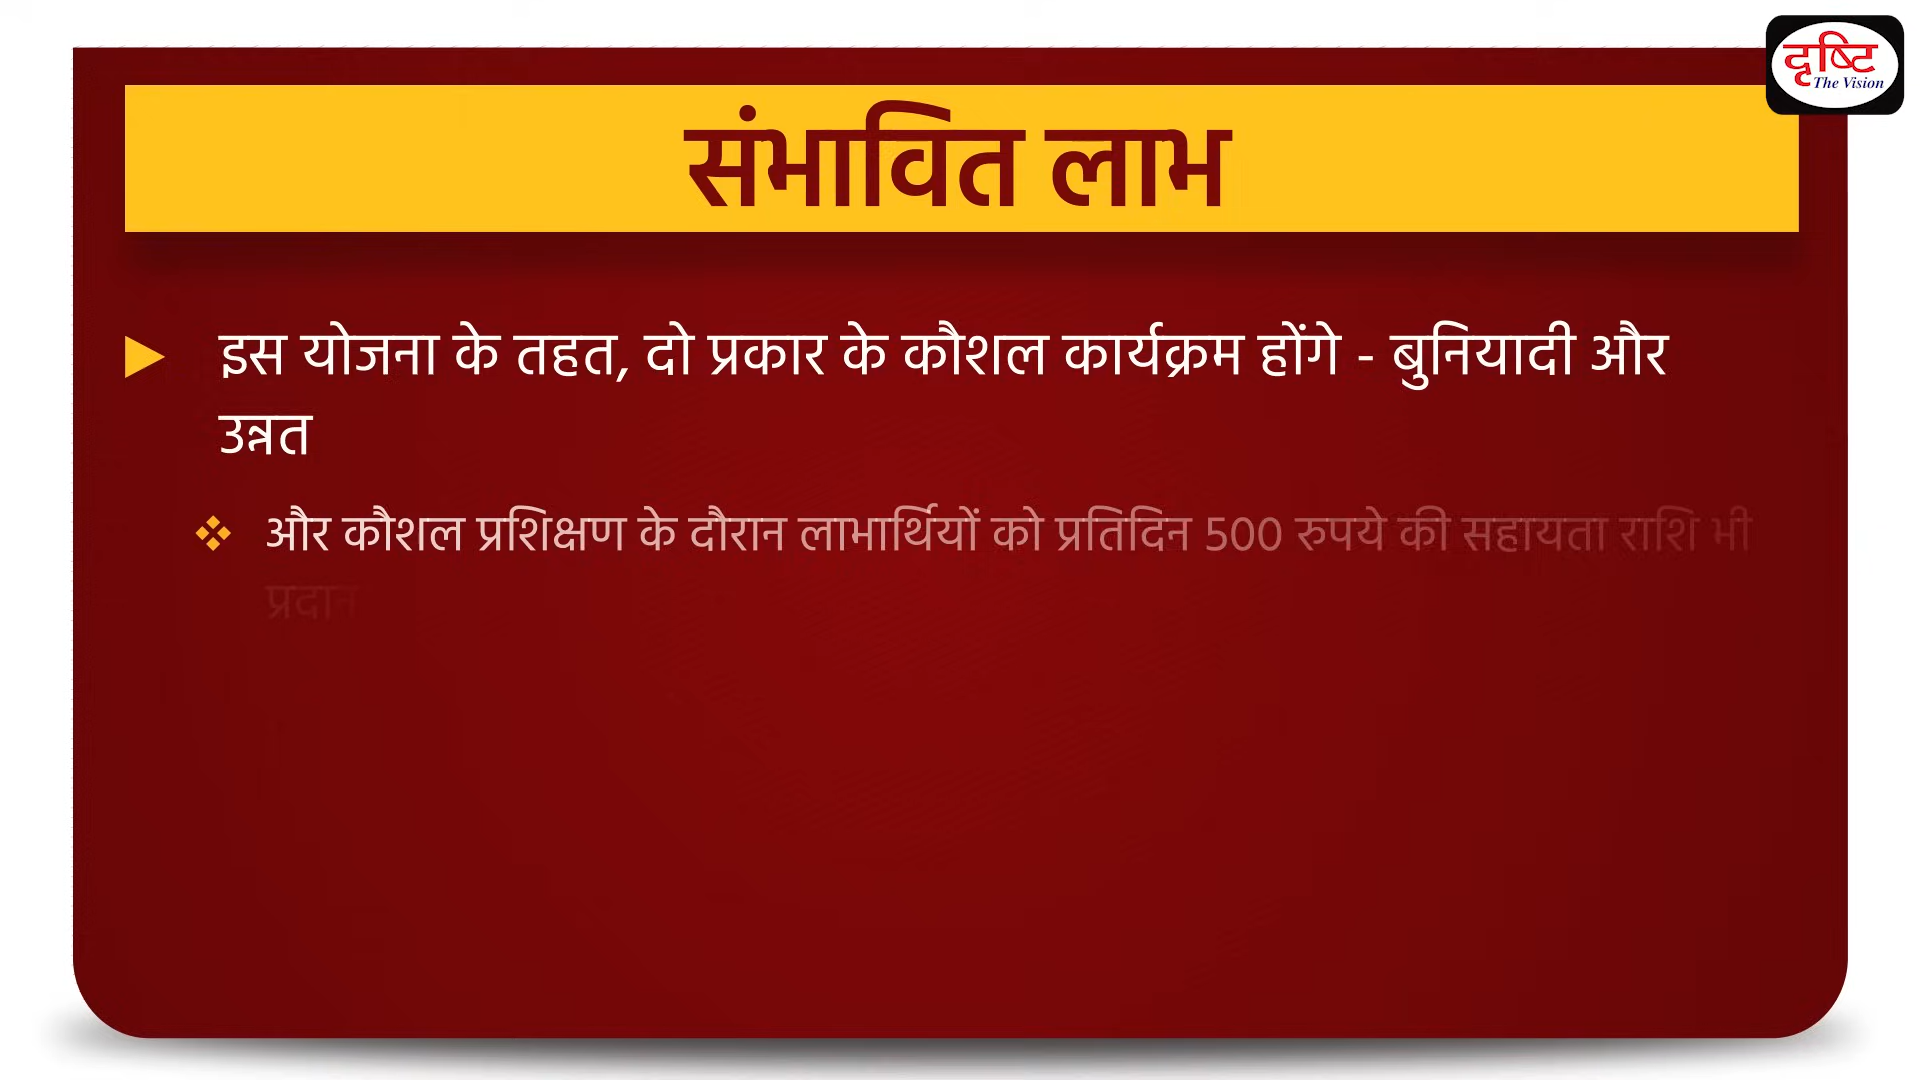 दृष्टि
The Vision
संभावित लाभ
इस योजना के तहत, दो प्रकार के कौशल कार्यक्रम होंगे - बुनियादी और
उन्नत
और कौशल प्रशिक्षण के दौरान लाभार्थियों को प्रतिदिन 500 रुपये की सहायता राशि भी
प्रदान